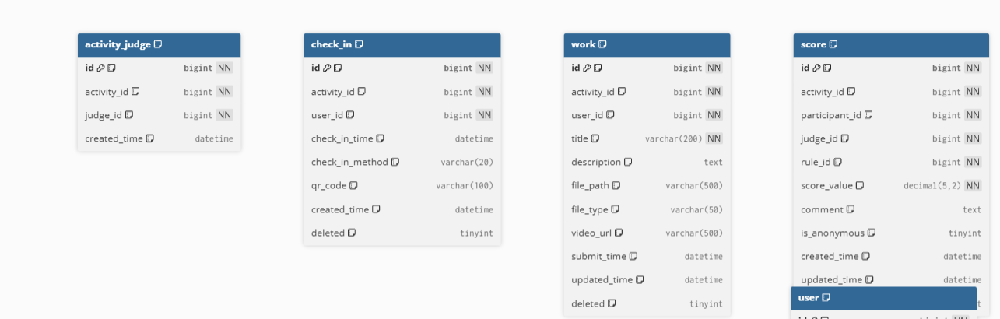 activity_judge
id bigint NN
activity_id bigint NN
judge_id bigint NN
created_time datetime
check_in
id bigint NN
activity_id bigint NN
user_id bigint NN
check_in_time datetime
check_in_method varchar(20)
qr_code varchar(100)
created_time datetime
deleted tinyint
work
id bigint NN
activity_id bigint NN
user_id bigint NN
title varchar(200) NN
description text
file_path varchar(500)
file_type varchar(50)
video_url varchar(500)
submit_time datetime
updated_time datetime
deleted tinyint
score
id bigint NN
activity_id bigint NN
participant_id bigint NN
judge_id bigint NN
rule_id bigint NN
score_value decimal(5,2) NN
comment text
is_anonymous tinyint
created_time datetime
updated_time datetime
user